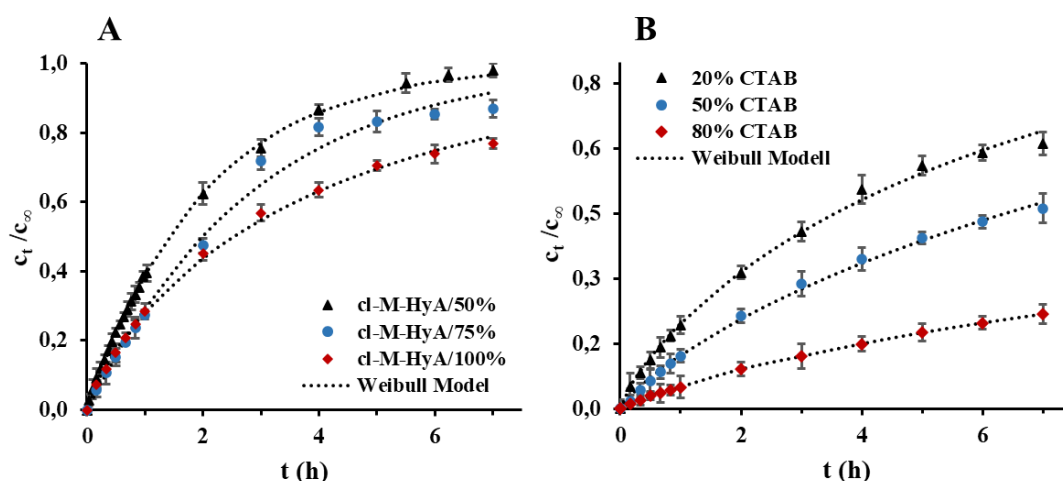 A
1,0
0,8
0,6
0,4
0,2
0,0
0
2
4
6
c_t /c_∞
t (h)
cl-M-HyA/50%
cl-M-HyA/75%
cl-M-HyA/100%
Weibull Model
B
0,8
0,6
0,5
0,3
0,2
0,0
0
2
4
6
c_t /c_∞
t (h)
20% CTAB
50% CTAB
80% CTAB
Weibull Modell